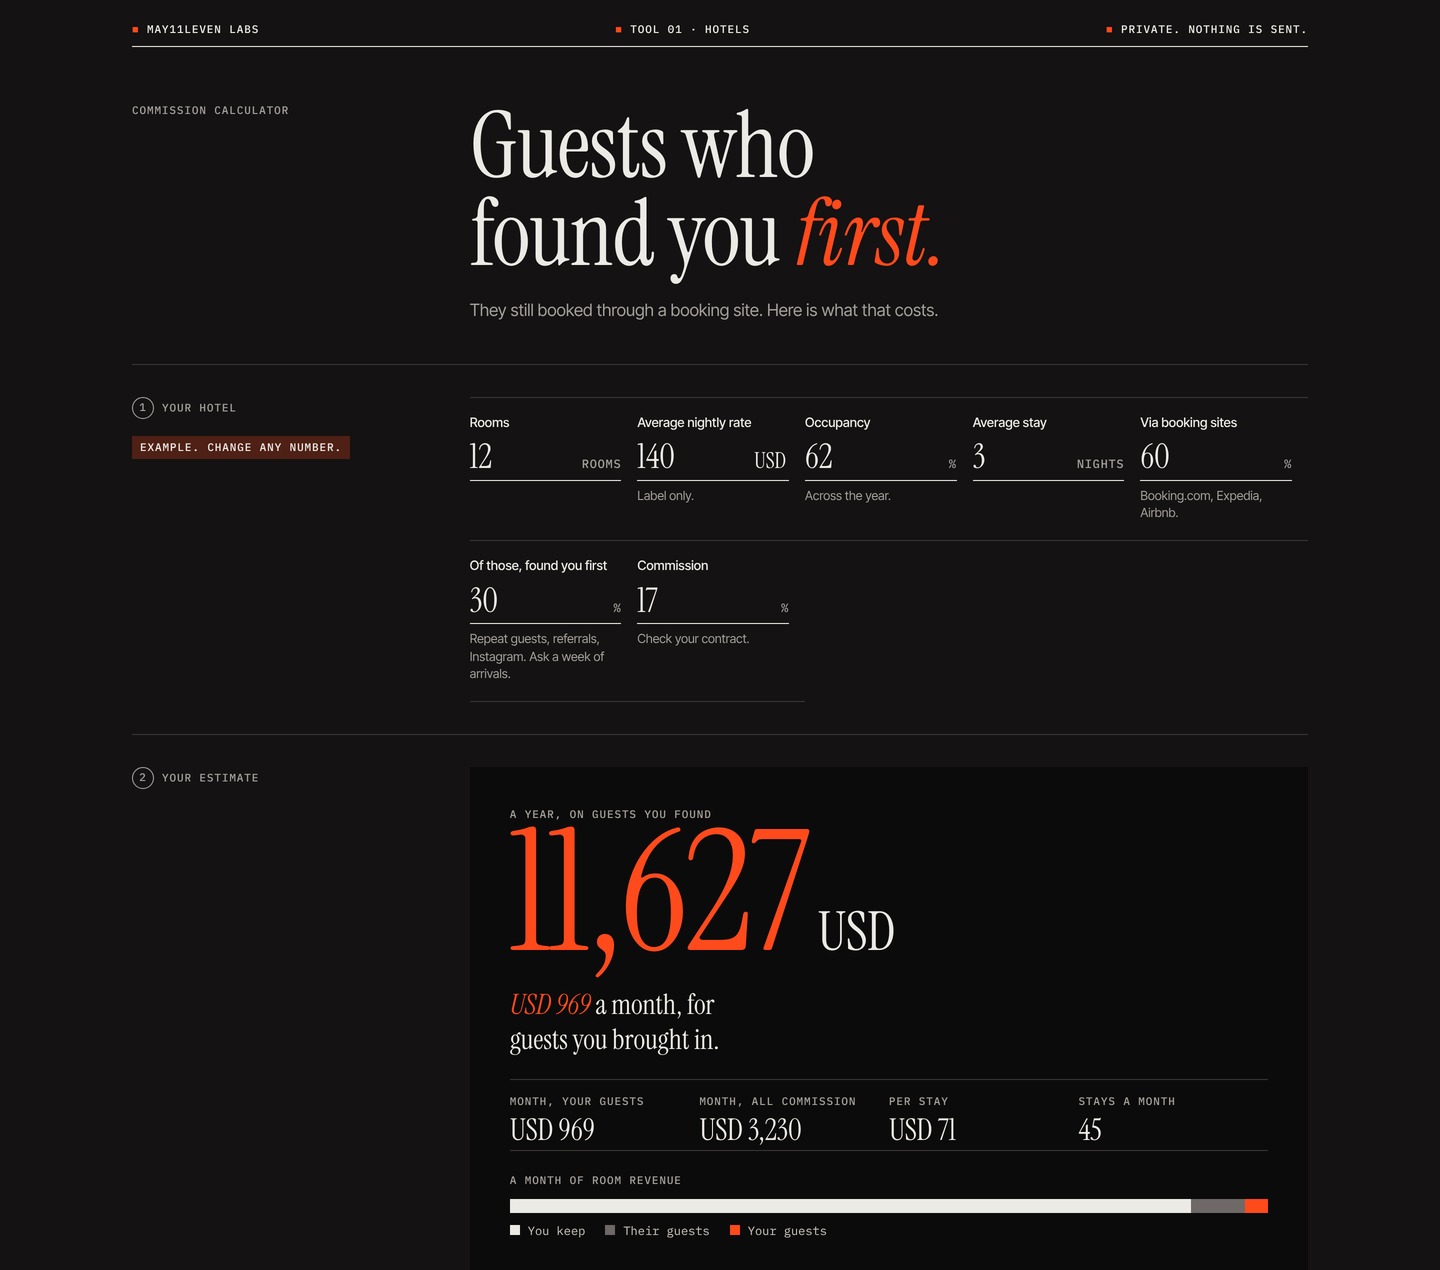 MAY11LEVEN LABS
TOOL 01 · HOTELS
PRIVATE. NOTHING IS SENT.
COMMISSION CALCULATOR
Guests who
found you first.
They still booked through a booking site. Here is what that costs.
1 YOUR HOTEL
EXAMPLE. CHANGE ANY NUMBER.
Rooms
12 ROOMS
Average nightly rate
140 USD
Label only.
Occupancy
62 %
Across the year.
Average stay
3 NIGHTS
Via booking sites
60 %
Booking.com, Expedia,
Airbnb.
Of those, found you first
30 %
Repeat guests, referrals,
Instagram. Ask a week of
arrivals.
Commission
17 %
Check your contract.
2 YOUR ESTIMATE
A YEAR, ON GUESTS YOU FOUND
11,627 USD
USD 969 a month, for
guests you brought in.
MONTH, YOUR GUESTS
USD 969
MONTH, ALL COMMISSION
USD 3,230
PER STAY
USD 71
STAYS A MONTH
45
A MONTH OF ROOM REVENUE
You keep
Their guests
Your guests